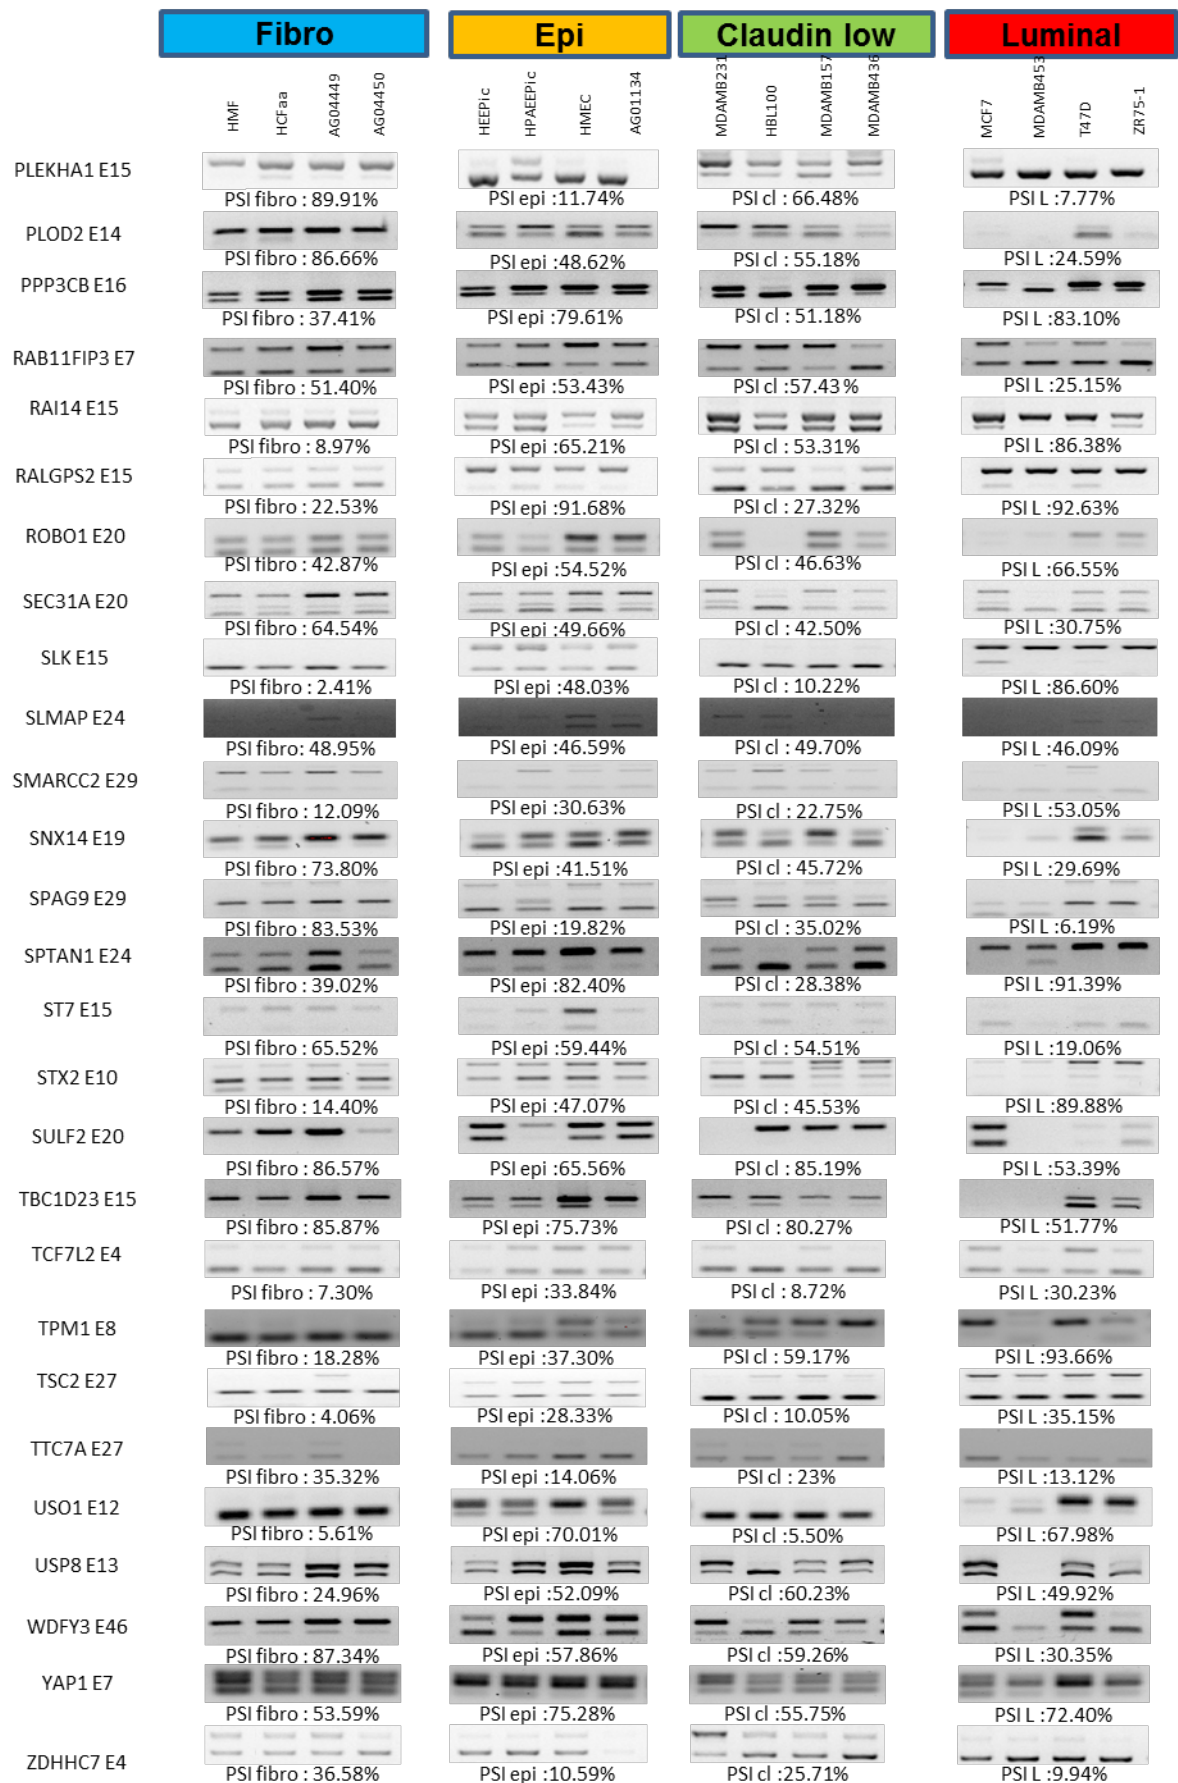 Fibro Epi Claudin low Luminal
HMF HCFaa AG04449 AG04450 HEEPic HPAEEPic HMEC AG01134 MDAMB231 HBL100 MDAMB157 MDAMB436 MCF7 MDAMB453 T47D ZR75-1
PLEKHA1 E15
PSI fibro : 89.91% PSI epi :11.74% PSI cl : 66.48% PSI L :7.77%
PLOD2 E14
PSI fibro : 86.66% PSI epi :48.62% PSI cl : 55.18% PSI L :24.59%
PPP3CB E16
PSI fibro : 37.41% PSI epi :79.61% PSI cl : 51.18% PSI L :83.10%
RAB11FIP3 E7
PSI fibro : 51.40% PSI epi :53.43% PSI cl : 57.43% PSI L :25.15%
RAI14 E15
PSI fibro : 8.97% PSI epi :65.21% PSI cl : 53.31% PSI L :86.38%
RALGPS2 E15
PSI fibro : 22.53% PSI epi :91.68% PSI cl : 27.32% PSI L :92.63%
ROBO1 E20
PSI fibro : 42.87% PSI epi :54.52% PSI cl : 46.63% PSI L :66.55%
SEC31A E20
PSI fibro : 64.54% PSI epi :49.66% PSI cl : 42.50% PSI L :30.75%
SLK E15
PSI fibro : 2.41% PSI epi :48.03% PSI cl : 10.22% PSI L :86.60%
SLMAP E24
PSI fibro: 48.95% PSI epi :46.59% PSI cl : 49.70% PSI L :46.09%
SMARCC2 E29
PSI fibro : 12.09% PSI epi :30.63% PSI cl : 22.75% PSI L :53.05%
SNX14 E19
PSI fibro : 73.80% PSI epi :41.51% PSI cl : 45.72% PSI L :29.69%
SPAG9 E29
PSI fibro : 83.53% PSI epi :19.82% PSI cl : 35.02% PSI L :6.19%
SPTAN1 E24
PSI fibro : 39.02% PSI epi :82.40% PSI cl : 28.38% PSI L :91.39%
ST7 E15
PSI fibro : 65.52% PSI epi :59.44% PSI cl : 54.51% PSI L :19.06%
STX2 E10
PSI fibro : 14.40% PSI epi :47.07% PSI cl : 45.53% PSI L :89.88%
SULF2 E20
PSI fibro : 86.57% PSI epi :65.56% PSI cl : 85.19% PSI L :53.39%
TBC1D23 E15
PSI fibro : 85.87% PSI epi :75.73% PSI cl : 80.27% PSI L :51.77%
TCF7L2 E4
PSI fibro : 7.30% PSI epi :33.84% PSI cl : 8.72% PSI L :30.23%
TPM1 E8
PSI fibro : 18.28% PSI epi :37.30% PSI cl : 59.17% PSI L :93.66%
TSC2 E27
PSI fibro : 4.06% PSI epi :28.33% PSI cl : 10.05% PSI L :35.15%
TTC7A E27
PSI fibro : 35.32% PSI epi :14.06% PSI cl : 23% PSI L :13.12%
USO1 E12
PSI fibro : 5.61% PSI epi :70.01% PSI cl : 5.50% PSI L :67.98%
USP8 E13
PSI fibro : 24.96% PSI epi :52.09% PSI cl : 60.23% PSI L :49.92%
WDFY3 E46
PSI fibro : 87.34% PSI epi :57.86% PSI cl : 59.26% PSI L :30.35%
YAP1 E7
PSI fibro : 53.59% PSI epi :75.28% PSI cl : 55.75% PSI L :72.40%
ZDHHC7 E4
PSI fibro : 36.58% PSI epi :10.59% PSI cl : 25.71% PSI L :9.94%